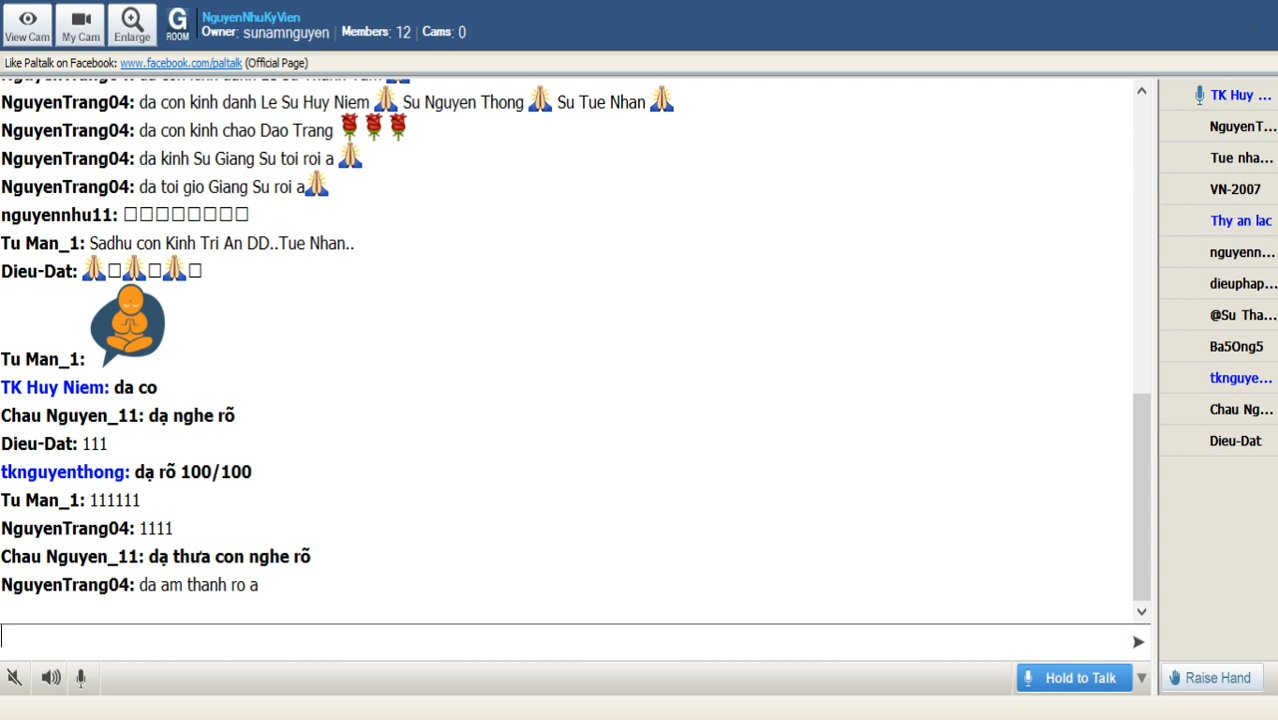 View Cam
My Cam
Enlarge
G
ROOM
NguyenNhuKyVien
Owner: sunamnguyen Members: 12 Cams: 0
Like Paltalk on Facebook: www.facebook.com/paltalk (Official Page)
NguyenTrang04: da con kinh danh Le Su Huy Niem Su Nguyen Thong Su Tue Nhan
NguyenTrang04: da con kinh chao Dao Trang
NguyenTrang04: da kinh Su Giang Su toi roi a
NguyenTrang04: da toi gio Giang Su roi a
nguyennhu11: □□□□□□□□
Tu Man_1: Sadhu con Kinh Tri An DD..Tue Nhan..
Dieu-Dat: □ □ □
Tu Man_1:
TK Huy Niem: da co
Chau Nguyen_11: dạ nghe rõ
Dieu-Dat: 111
tknguyenthong: dạ rõ 100/100
Tu Man_1: 111111
NguyenTrang04: 1111
Chau Nguyen_11: dạ thưa con nghe rõ
NguyenTrang04: da am thanh ro a
Hold to Talk
TK Huy ...
NguyenT...
Tue nha...
VN-2007
Thy an lac
nguyenn...
dieuphap...
@Su Tha...
Ba5Ong5
tknguye...
Chau Ng...
Dieu-Dat
Raise Hand